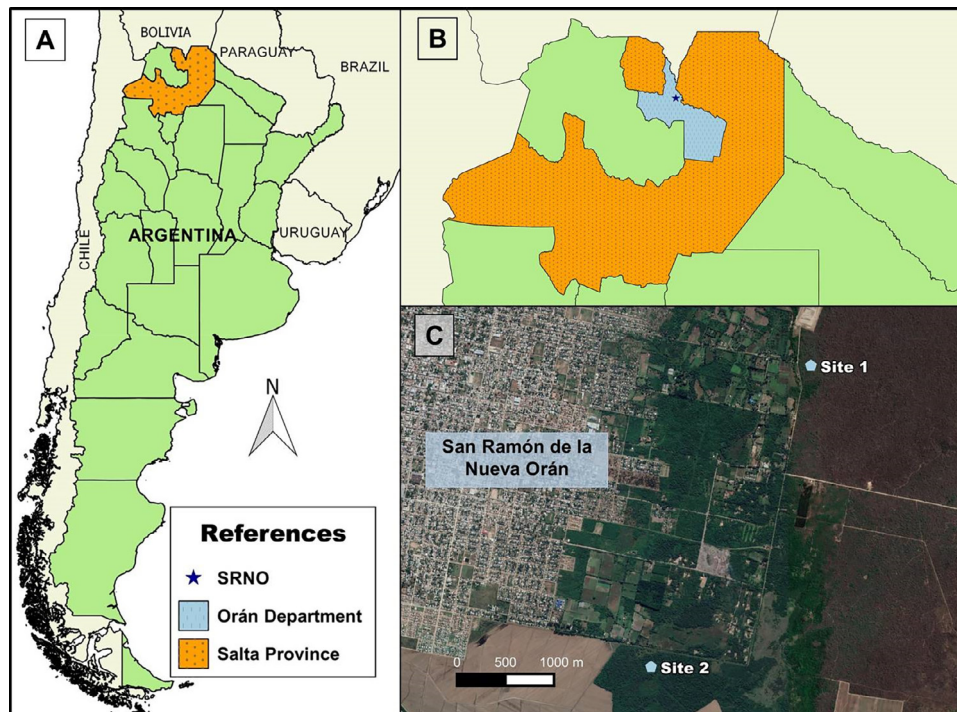 A
BOLIVIA
PARAGUAY
BRAZIL
CHILE
ARGENTINA
URUGUAY
N
References
SRNO
Orán Department
Salta Province
B
C
Site 1
San Ramón de la
Nueva Orán
0 500 1000 m
Site 2